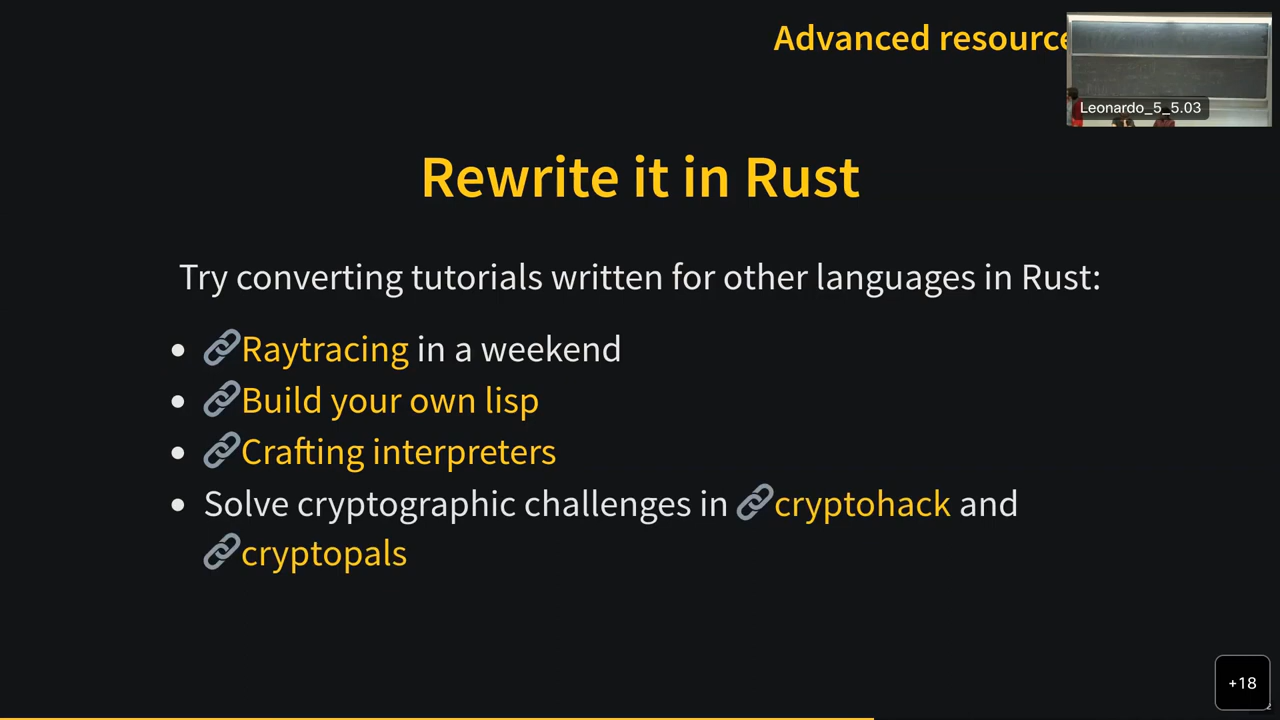 Advanced resource
Leonardo_5_5.03
Rewrite it in Rust
Try converting tutorials written for other languages in Rust:
• 🔗Raytracing in a weekend
• 🔗Build your own lisp
• 🔗Crafting interpreters
• Solve cryptographic challenges in 🔗cryptohack and
🔗cryptopals
+18